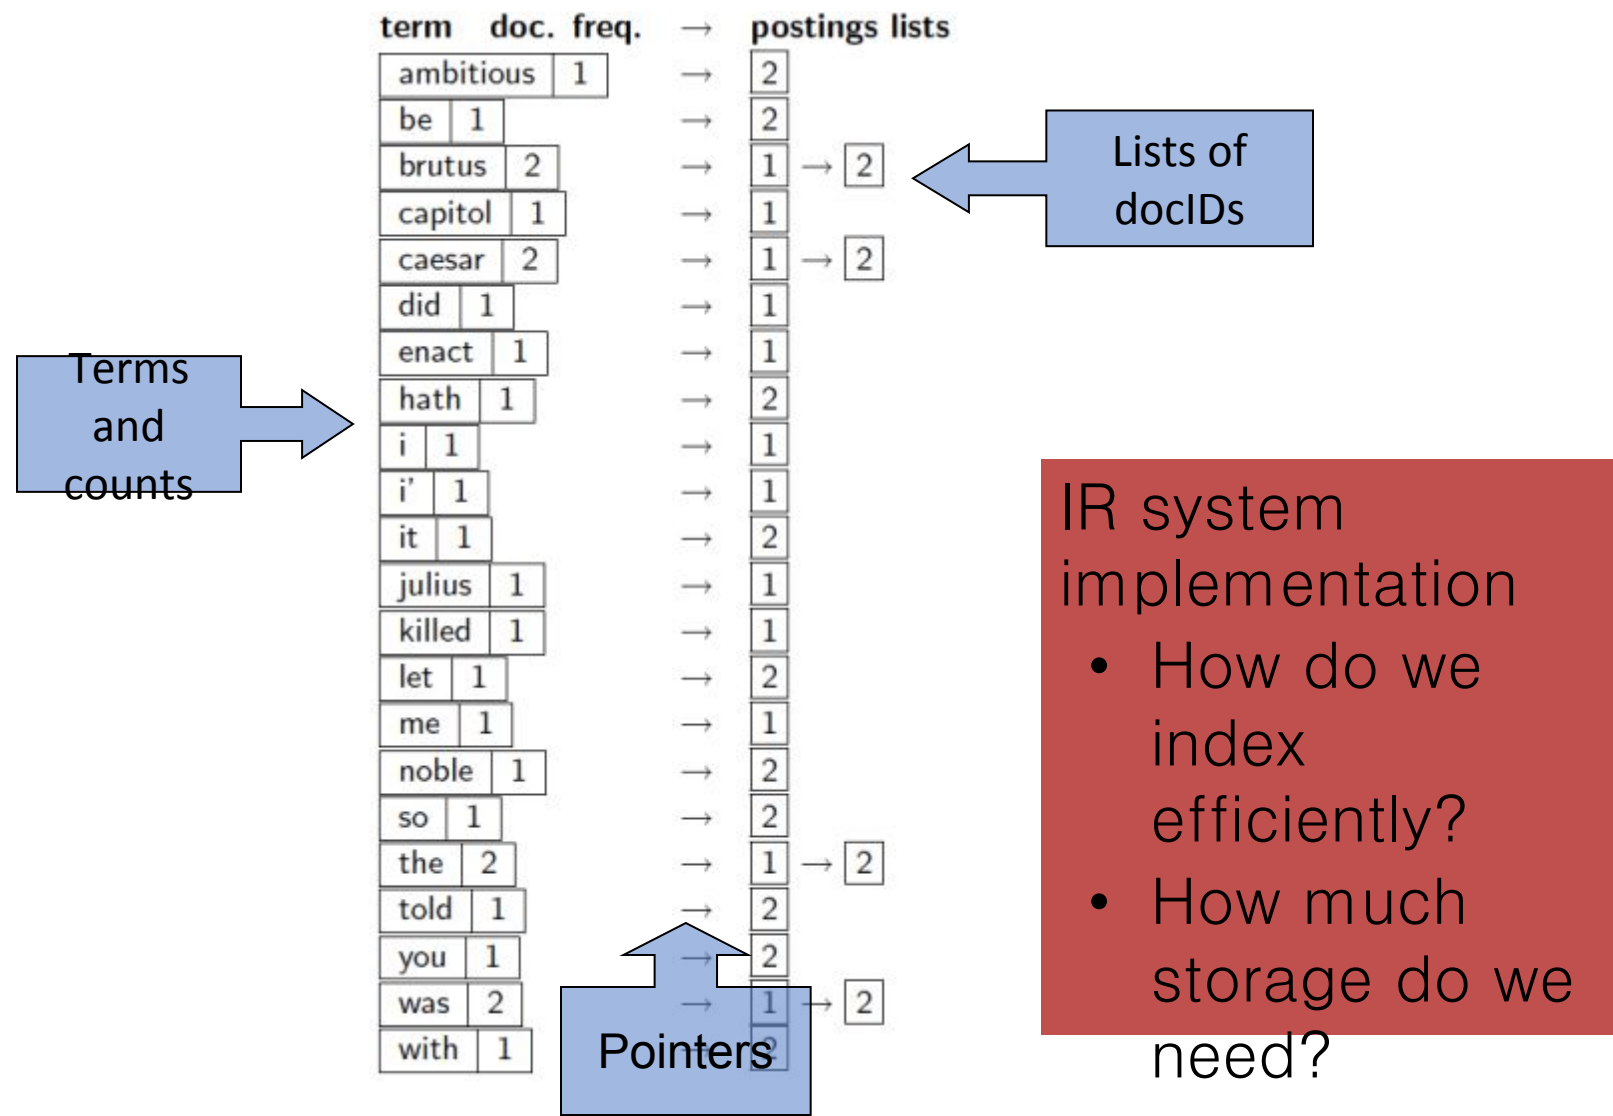 term doc. freq. → postings lists
ambitious 1 → 2
be 1 → 2
brutus 2 → 1 → 2
capitol 1 → 1
caesar 2 → 1 → 2
did 1 → 1
enact 1 → 1
hath 1 → 2
i 1 → 1
i' 1 → 1
it 1 → 2
julius 1 → 1
killed 1 → 1
let 1 → 2
me 1 → 1
noble 1 → 2
so 1 → 2
the 2 → 1 → 2
told 1 → 2
you 1 → 2
was 2 → 1 → 2
with 1 → 2
Terms
and
counts
Lists of
docIDs
Pointers
IR system
implementation
• How do we
index
efficiently?
• How much
storage do we
need?